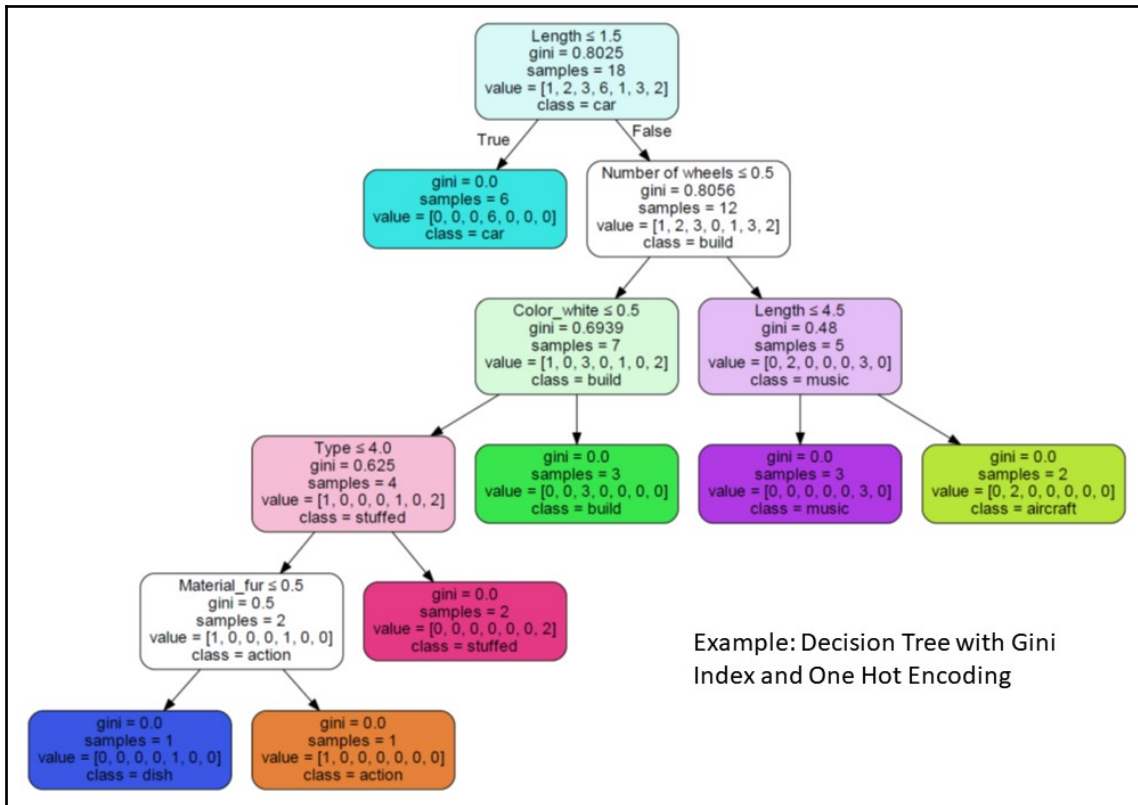 Length ≤ 1.5
gini = 0.8025
samples = 18
value = [1, 2, 3, 6, 1, 3, 2]
class = car
True
False
gini = 0.0
samples = 6
value = [0, 0, 0, 6, 0, 0, 0]
class = car
Number of wheels ≤ 0.5
gini = 0.8056
samples = 12
value = [1, 2, 3, 0, 1, 3, 2]
class = build
Color_white ≤ 0.5
gini = 0.6939
samples = 7
value = [1, 0, 3, 0, 1, 0, 2]
class = build
Length ≤ 4.5
gini = 0.48
samples = 5
value = [0, 2, 0, 0, 0, 3, 0]
class = music
Type ≤ 4.0
gini = 0.625
samples = 4
value = [1, 0, 0, 0, 1, 0, 2]
class = stuffed
gini = 0.0
samples = 3
value = [0, 0, 3, 0, 0, 0, 0]
class = build
gini = 0.0
samples = 3
value = [0, 0, 0, 0, 0, 3, 0]
class = music
gini = 0.0
samples = 2
value = [0, 2, 0, 0, 0, 0, 0]
class = aircraft
Material_fur ≤ 0.5
gini = 0.5
samples = 2
value = [1, 0, 0, 0, 1, 0, 0]
class = action
gini = 0.0
samples = 2
value = [0, 0, 0, 0, 0, 0, 2]
class = stuffed
Example: Decision Tree with Gini
Index and One Hot Encoding
gini = 0.0
samples = 1
value = [0, 0, 0, 0, 1, 0, 0]
class = dish
gini = 0.0
samples = 1
value = [1, 0, 0, 0, 0, 0, 0]
class = action